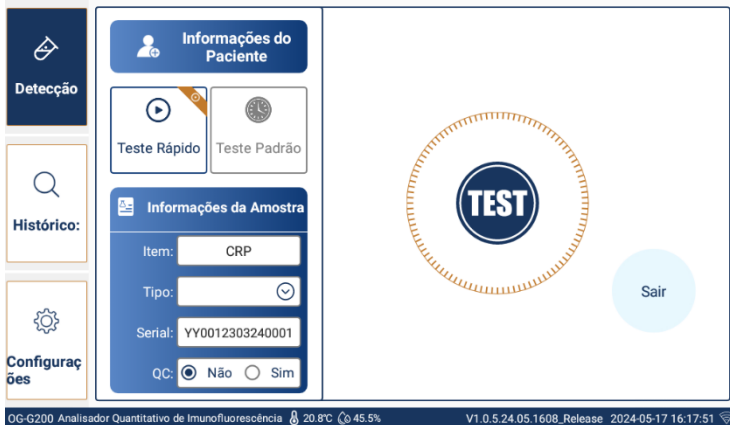 Detecção
Histórico:
Configuraç
ões
Informações do
Paciente
Teste Rápido
Teste Padrão
Informações da Amostra
Item: CRP
Tipo:
Serial: YY0012303240001
QC: Não Sim
TEST
Sair
OG-G200 Analisador Quantitativo de Imunofluorescência 20.8℃ 45.5% V1.0.5.24.05.1608_Release 2024-05-17 16:17:51